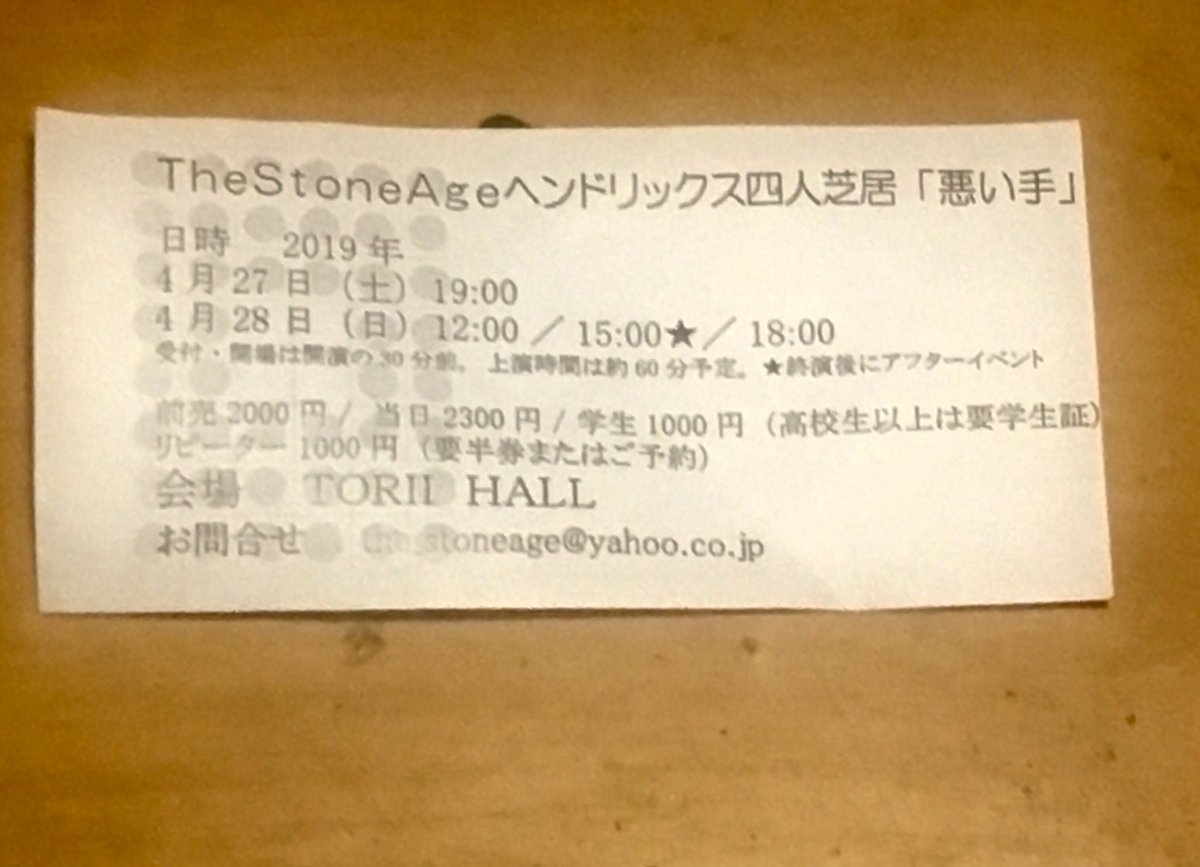 TheStoneAgeヘンドリックス四人芝居「悪い手」
日時 2019年
4月27日（土）19:00
4月28日（日）12:00／15:00★／18:00
受付・開場は開演の30分前。上演時間は約60分予定。★終演後にアフターイベント
前売2000円/ 当日2300円/学生1000円（高校生以上は要学生証）
リピーター1000円（要半券またはご予約）
会場 TORII HALL
お問合せ the_stoneage@yahoo.co.jp